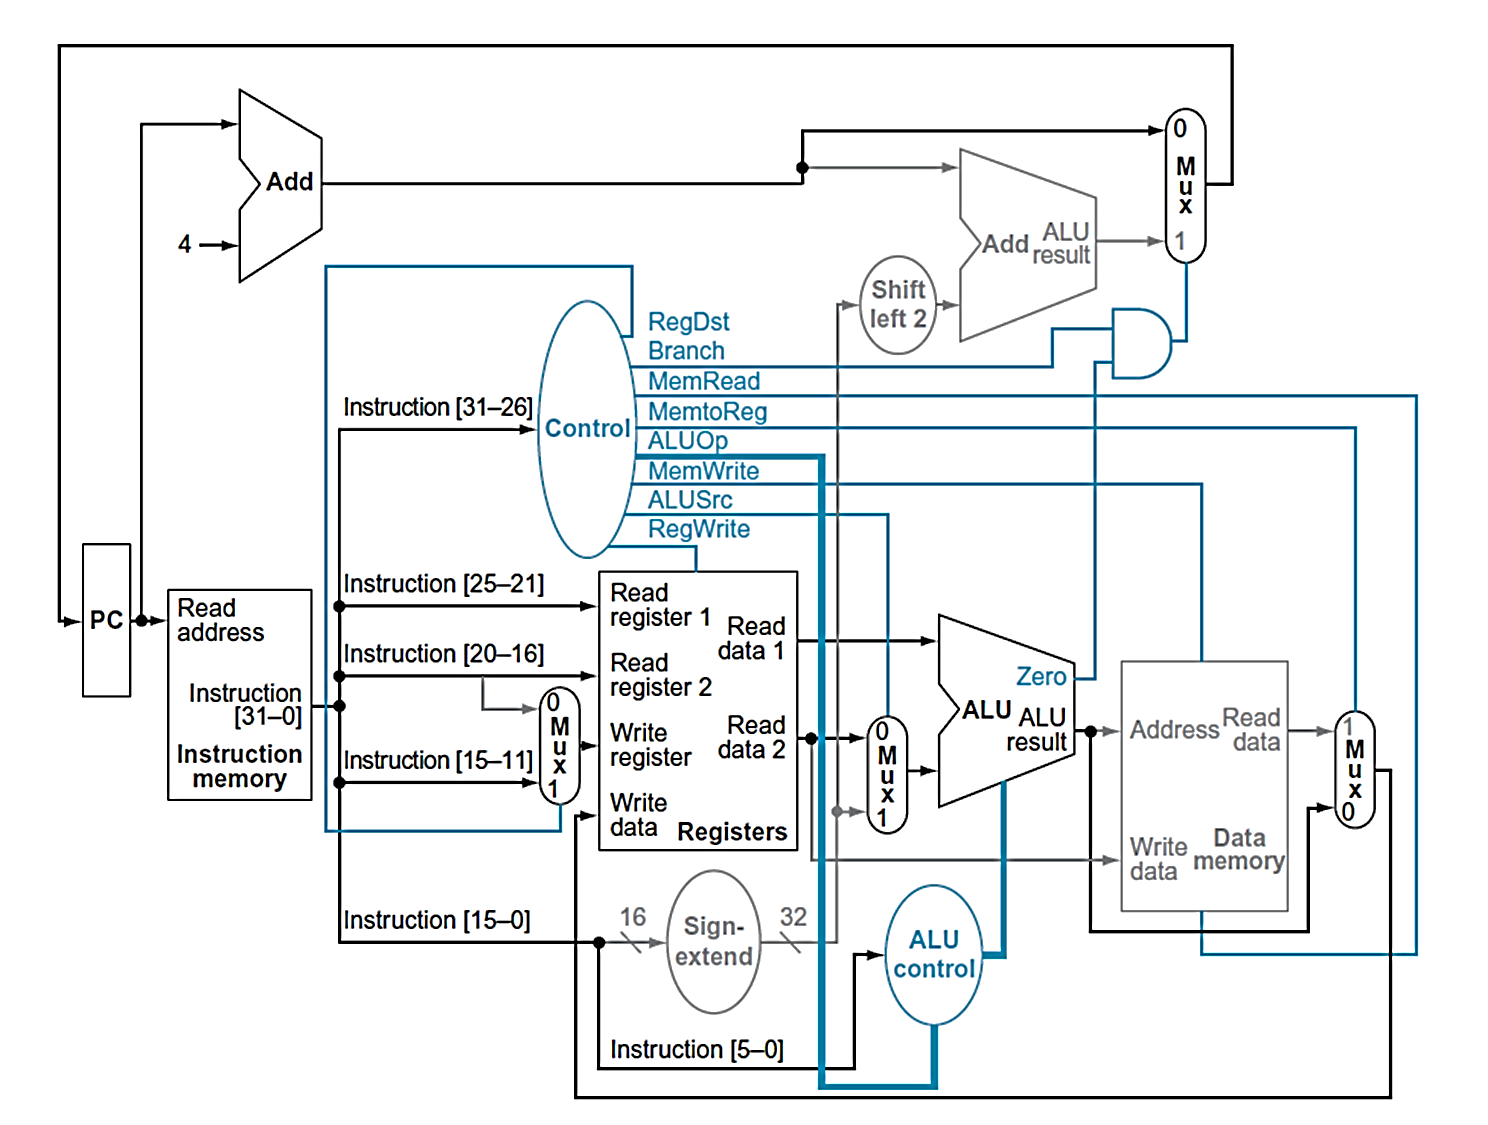 0
M
u
x
1
Add
4
Add
ALU
result
Shift
left 2
RegDst
Branch
MemRead
MemtoReg
ALUOp
MemWrite
ALUSrc
RegWrite
Control
Instruction [31–26]
Instruction [25–21]
Instruction [20–16]
Instruction [15–11]
Instruction [15–0]
Instruction [5–0]
PC
Read
address
Instruction
[31–0]
Instruction
memory
0
M
u
x
1
Read
register 1
Read
register 2
Write
register
Write
data
Read
data 1
Read
data 2
Registers
0
M
u
x
1
Zero
ALU
ALU
result
Address
Read
data
Write
data
Data
memory
1
M
u
x
0
16
Sign-
extend
32
ALU
control